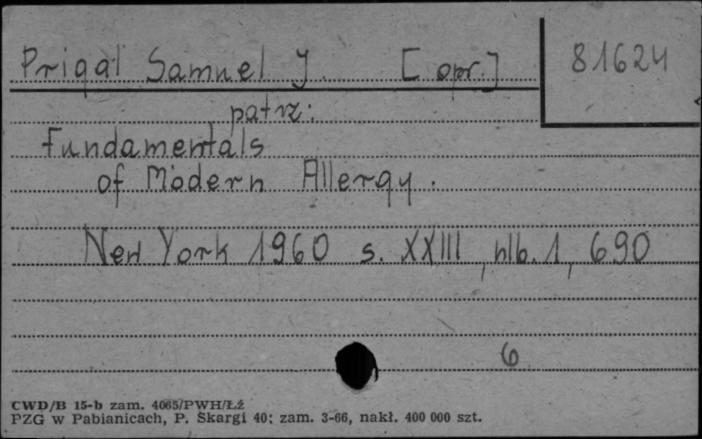 Prigal Samuel J. [opr.]
81624
patrz:
Fundamentals
of Modern Allergy.
New York 1960 s. XXIII, nlb. 1, 690
6
CWD/B 15-b zam. 4065/PWH/Łź
PZG w Pabianicach, P. Skargi 40; zam. 3-66, nakł. 400 000 szt.